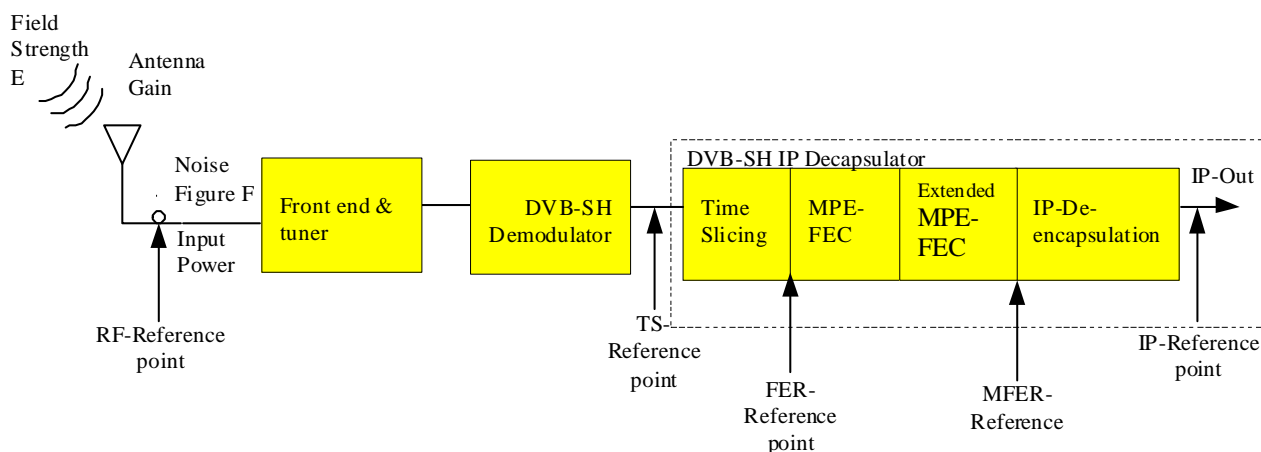 Field
Strength
E
Antenna
Gain
Noise
Figure F
Input
Power
RF-Reference
point
Front end &
tuner
DVB-SH
Demodulator
TS-
Reference
point
DVB-SH IP Decapsulator
Time
Slicing
MPE-
FEC
Extended
MPE-
FEC
IP-De-
encapsulation
FER-
Reference
point
MFER-
Reference
IP-Out
IP-Reference
point